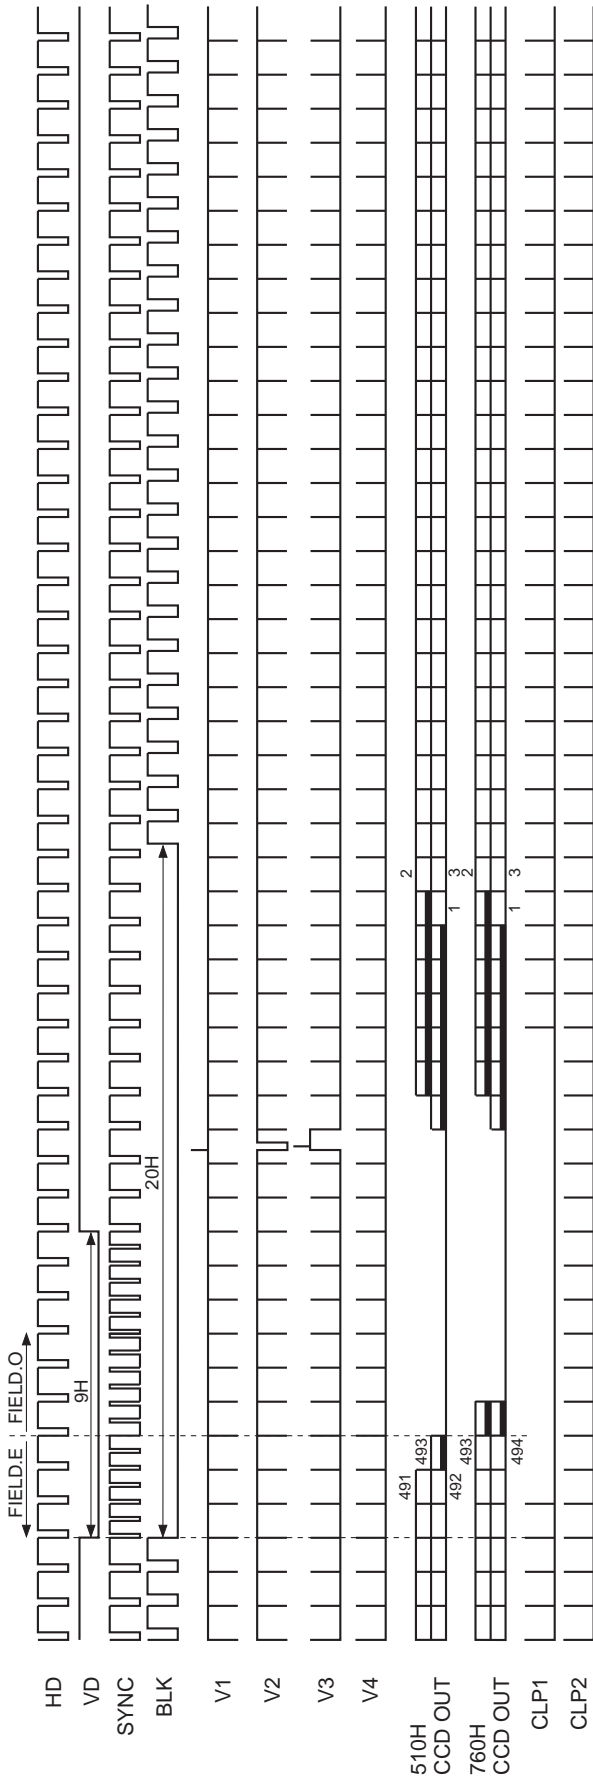 FIELD.E FIELD.O
HD
VD
9H
SYNC
BLK
20H
V1
V2
V3
V4
491
2
493
510H
CCD OUT
492
1
3
493
2
760H
CCD OUT
494
1
3
CLP1
CLP2